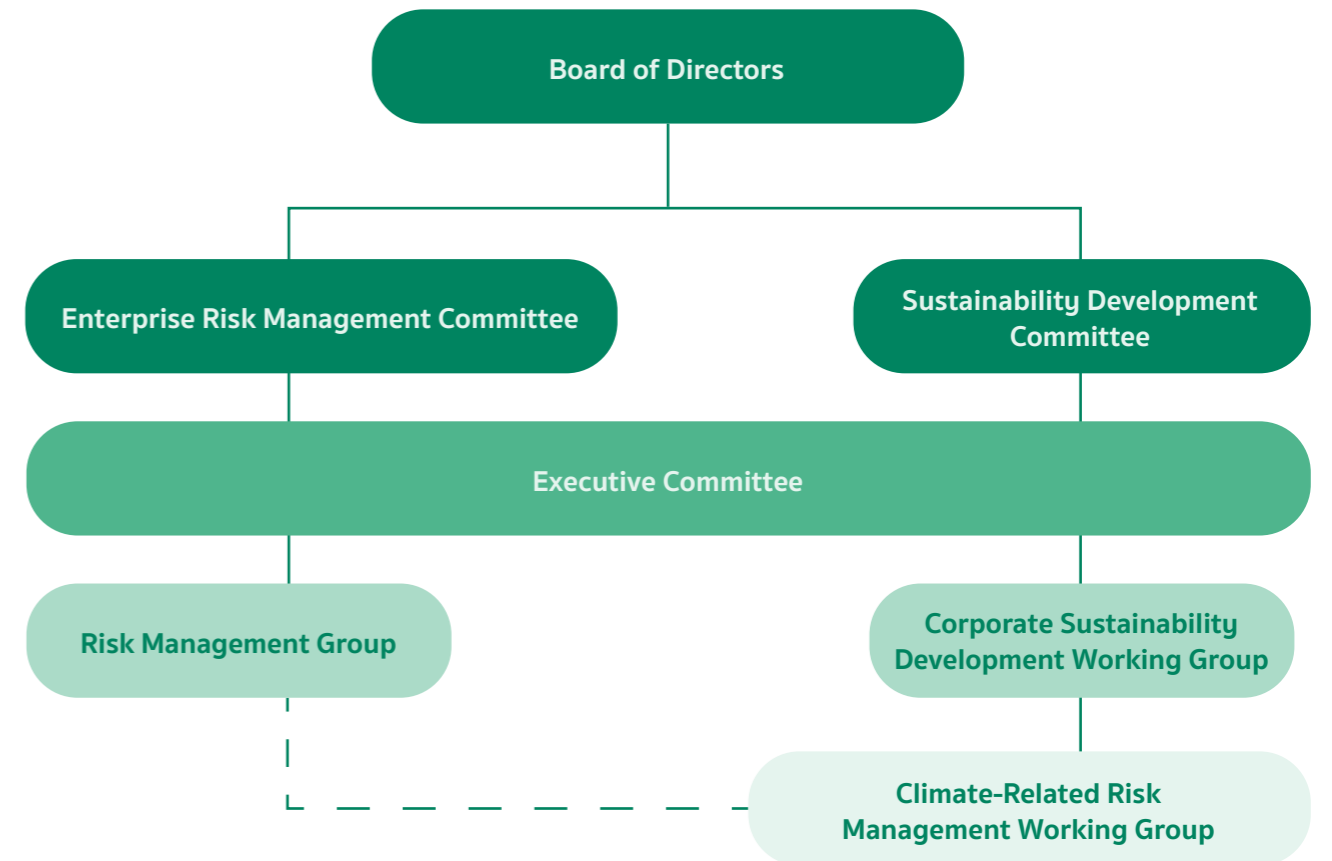 Board of Directors
Enterprise Risk Management Committee
Sustainability Development
Committee
Executive Committee
Risk Management Group
Corporate Sustainability
Development Working Group
Climate-Related Risk
Management Working Group